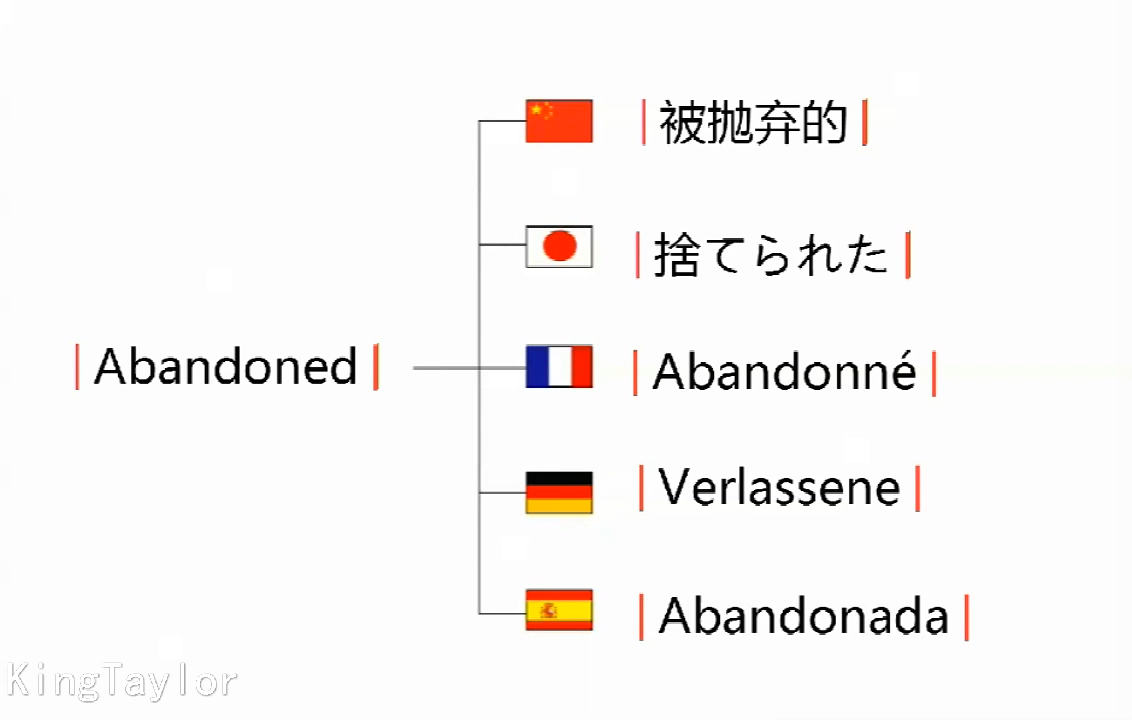 被抛弃的
捨てられた
Abandoned
Abandonné
Verlassene
Abandonada
KingTaylor